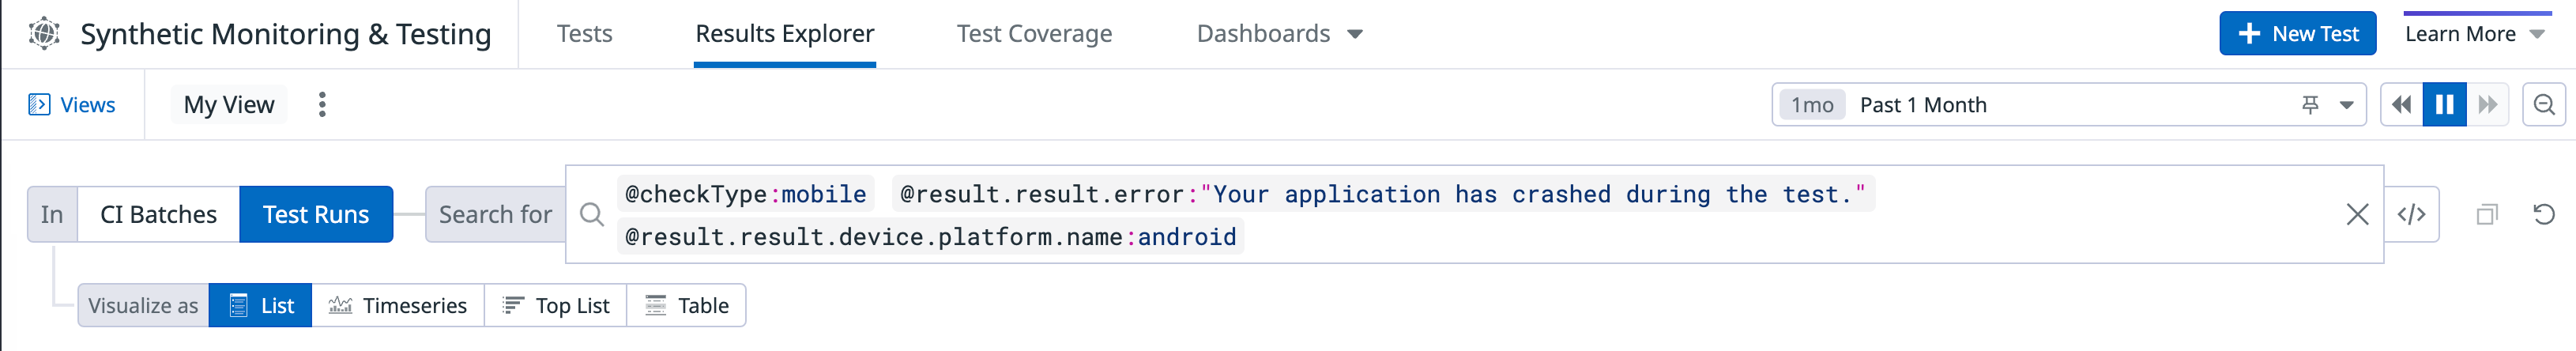 Synthetic Monitoring & Testing Tests Results Explorer Test Coverage Dashboards New Test Learn More
Views My View 1mo Past 1 Month
In CI Batches Test Runs Search for @checkType:mobile @result.result.error:"Your application has crashed during the test."
@result.result.device.platform.name:android
Visualize as List Timeseries Top List Table